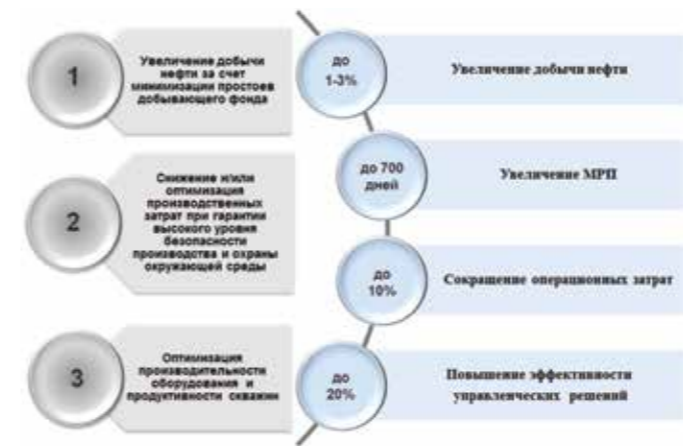 1
Увеличение добычи
нефти за счет
минимизации простоев
добывающего фонда
2
Снижение и/или
оптимизация
производственных
затрат при гарантии
высокого уровня
безопасности
производства и охраны
окружающей среды
3
Оптимизация
производительности
оборудования и
продуктивности скважин
до
1-3%
Увеличение добычи нефти
до 700
дней
Увеличение МРП
до
10%
Сокращение операционных затрат
до
20%
Повышение эффективности
управленческих решений